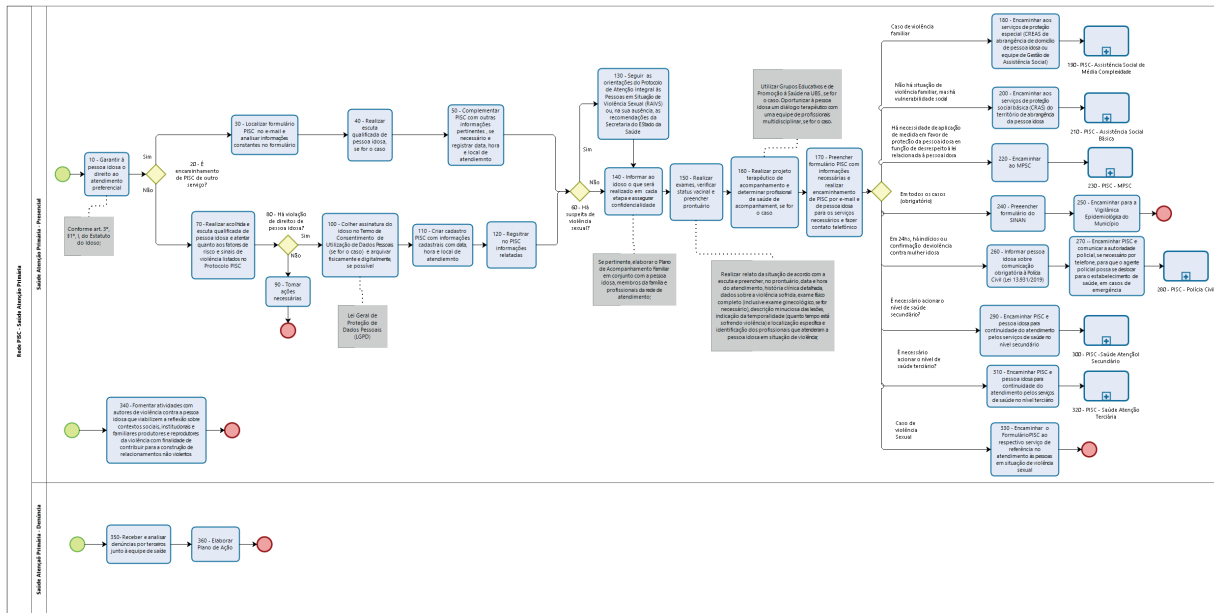 Rede PISC - Saúde Atenção Primária
Saúde Atenção Primária - Presencial
10 - Garantir à
pessoa idosa o
direito ao
atendimento
preferencial
Conforme art. 3º,
§1º, I, do Estatuto
do Idoso;
Sim
Não
20 - É
encaminhamento
de PISC de outro
serviço?
30 - Localizar formulário
PISC no e-mail e
analisar informações
constantes no formulário
40 - Realizar
escuta
qualificada de
pessoa idosa, se
for o caso
50 - Complementar
PISC com outras
informações
pertinentes, se
necessário e
registrar data, hora
e local de
atendimento
70 - Realizar acolhida e
escuta qualificada de
pessoa idosa e atentar
quanto aos fatores de
risco e sinais de
violência listados no
Protocolo PISC
80 - Há violação de
direitos de
pessoa idosa?
Sim
Não
90 - Tomar
ações
necessárias
100 - Colher assinatura do
idoso no Termo de
Consentimento de
Utilização de Dados Pessoais
(se for o caso) e arquivar
fisicamente e digitalmente,
se possível
Lei Geral de
Proteção de
Dados Pessoais
(LGPD)
110 - Criar cadastro
PISC com informações
cadastrais com data,
hora e local de
atendimento
120 - Registrar
no PISC
informações
relatadas
60 - Há
suspeita de
violência
sexual?
Sim
Não
130 - Seguir as
orientações do Protocolo
de Atenção Integral às
Pessoas em Situação de
Violência Sexual (RAIVS)
ou, na sua ausência, as
recomendações da
Secretaria do Estado da
Saúde
140 - Informar ao
idoso o que será
realizado em cada
etapa e assegurar
confidencialidade
Se pertinente, elaborar o Plano
de Acompanhamento familiar
em conjunto com a pessoa
idosa, membros da família e
profissionais da rede de
atendimento;
150 - Realizar
exames, verificar
status vacinal e
preencher
prontuário
Realizar relato da situação de acordo com a
escuta e preencher, no prontuário, data e hora
do atendimento, história clínica detalhada,
dados sobre a violência sofrida, exame físico
completo (inclusive exame ginecológico, se for
necessário), descrição minuciosa das lesões,
indicação da temporalidade (quanto tempo está
sofrendo violência) e localização específica e
identificação dos profissionais que atenderam a
pessoa idosa em situação de violência;
Utilizar Grupos Educativos e de
Promoção à Saúde na UBS, se for
o caso. Oportunizar à pessoa
idosa um diálogo terapêutico com
uma equipe de profissionais
multidisciplinar, se for o caso.
160 - Realizar projeto
terapêutico de
acompanhamento e
determinar profissional
de saúde de
acompanhamento, se for
o caso
170 - Preencher
formulário PISC com
informações
necessárias e
realizar
encaminhamento
de PISC por e-mail e
de pessoa idosa
para os serviços
necessários e fazer
contato telefônico
Caso de violência
familiar
180 - Encaminhar aos
serviços de proteção
especial (CREAS de
abrangência de domicílio
de pessoa idosa ou
equipe de Gestão de
Assistência Social)
190 - PISC - Assistência Social de
Média Complexidade
Não há situação de
violência familiar, mas há
vulnerabilidade social
200 - Encaminhar aos
serviços de proteção
social básica (CRAS) do
território de abrangência
da pessoa idosa
210 - PISC - Assistência Social
Básica
Há necessidade de aplicação
de medida em favor de
proteção da pessoa idosa em
função de desrespeito à lei
relacionada à pessoa idosa
220 - Encaminhar
ao MPSC
230 - PISC - MPSC
Em todos os casos
(obrigatório)
240 - Preencher
formulário do
SINAN
250 - Encaminhar para a
Vigilância
Epidemiológica do
Município
Em 24hs, há indícios ou
confirmação de violência
contra mulher idosa
260 - Informar pessoa
idosa sobre
comunicação
obrigatória à Polícia
Civil (Lei 13.931/2019)
270 -- Encaminhar PISC e
comunicar a autoridade
policial, se necessário por
telefone, para que o agente
policial possa se deslocar
para o estabelecimento de
saúde, em casos de
emergência
280 - PISC - Polícia Civil
É necessário acionar o
nível de saúde
secundário?
290 - Encaminhar PISC e
pessoa idosa para
continuidade do atendimento
pelos serviços de saúde no
nível secundário
300 - PISC -Saúde Atenção
Secundário
É necessário
acionar o nível de
saúde terciário?
310 - Encaminhar PISC e
pessoa idosa para
continuidade do
atendimento pelos serviços
de saúde no nível terciário
320 - PISC - Saúde Atenção
Terciária
Caso de
violência
Sexual
330 - Encaminhar o
Formulário PISC ao
respectivo serviço de
referência no
atendimento às pessoas
em situação de violência
sexual
340 - Fomentar atividades com
autores de violência contra a pessoa
idosa que viabilizem a reflexão sobre
contextos sociais, institucionais e
familiares produtores e reprodutores
da violência com finalidade de
contribuir para a construção de
relacionamentos não violentos
Saúde Atenção Primária - Denúncia
350- Receber e analisar
denúncias por terceiros
junto à equipe de saúde
360 - Elaborar
Plano de Ação